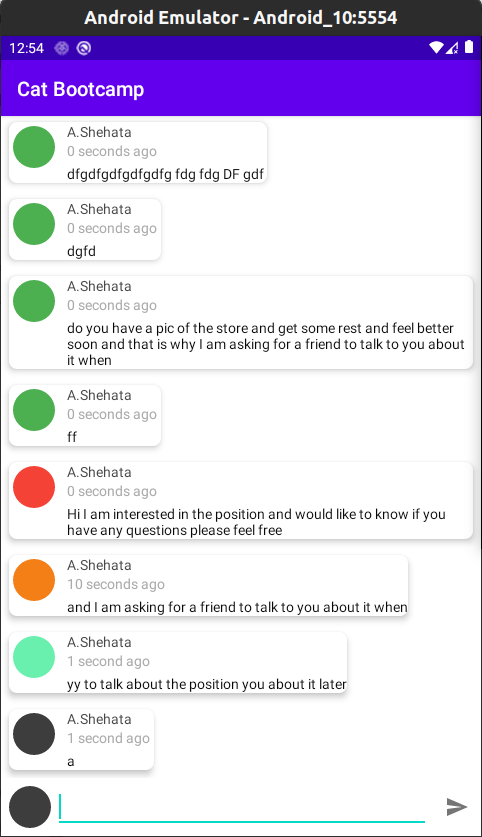 Android Emulator - Android_10:5554
12:54
Cat Bootcamp
A.Shehata
0 seconds ago
dfgdfgdfgdfgdfg fdg fdg DF gdf
A.Shehata
0 seconds ago
dgfd
A.Shehata
0 seconds ago
do you have a pic of the store and get some rest and feel better
soon and that is why I am asking for a friend to talk to you about
it when
A.Shehata
0 seconds ago
ff
A.Shehata
0 seconds ago
Hi I am interested in the position and would like to know if you
have any questions please feel free
A.Shehata
10 seconds ago
and I am asking for a friend to talk to you about it when
A.Shehata
1 second ago
yy to talk about the position you about it later
A.Shehata
1 second ago
a